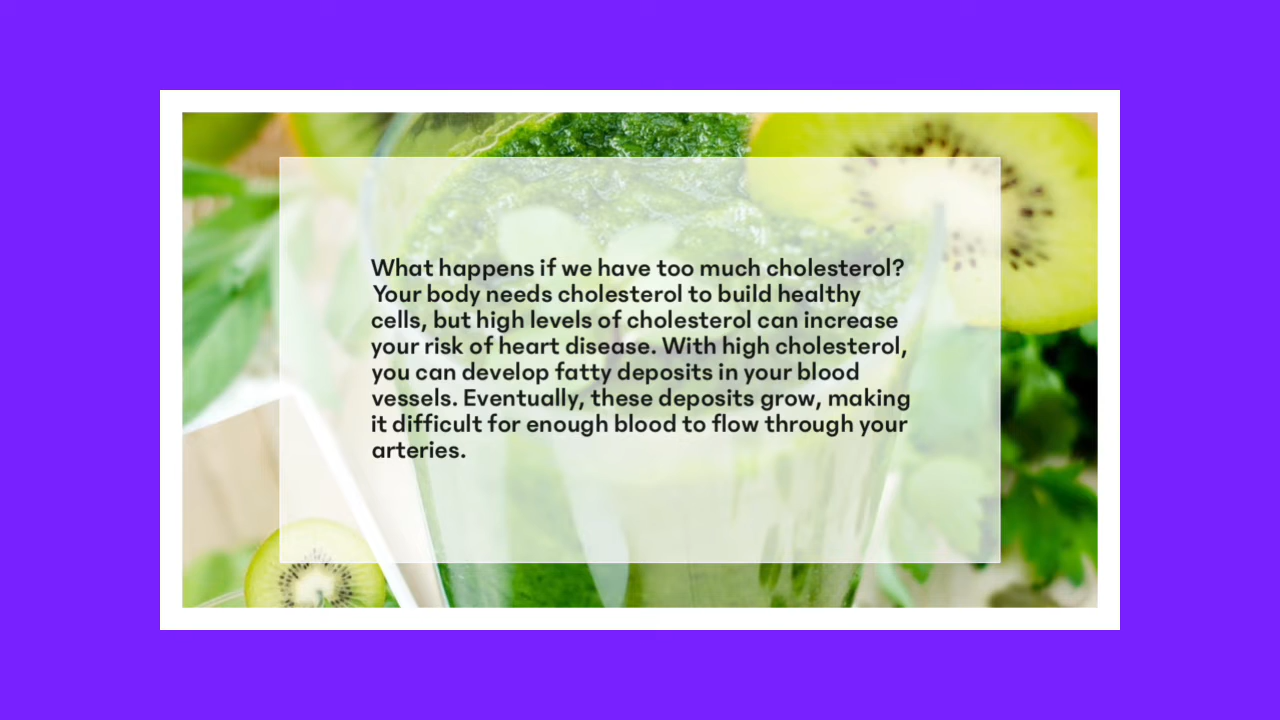 What happens if we have too much cholesterol?
Your body needs cholesterol to build healthy
cells, but high levels of cholesterol can increase
your risk of heart disease. With high cholesterol,
you can develop fatty deposits in your blood
vessels. Eventually, these deposits grow, making
it difficult for enough blood to flow through your
arteries.